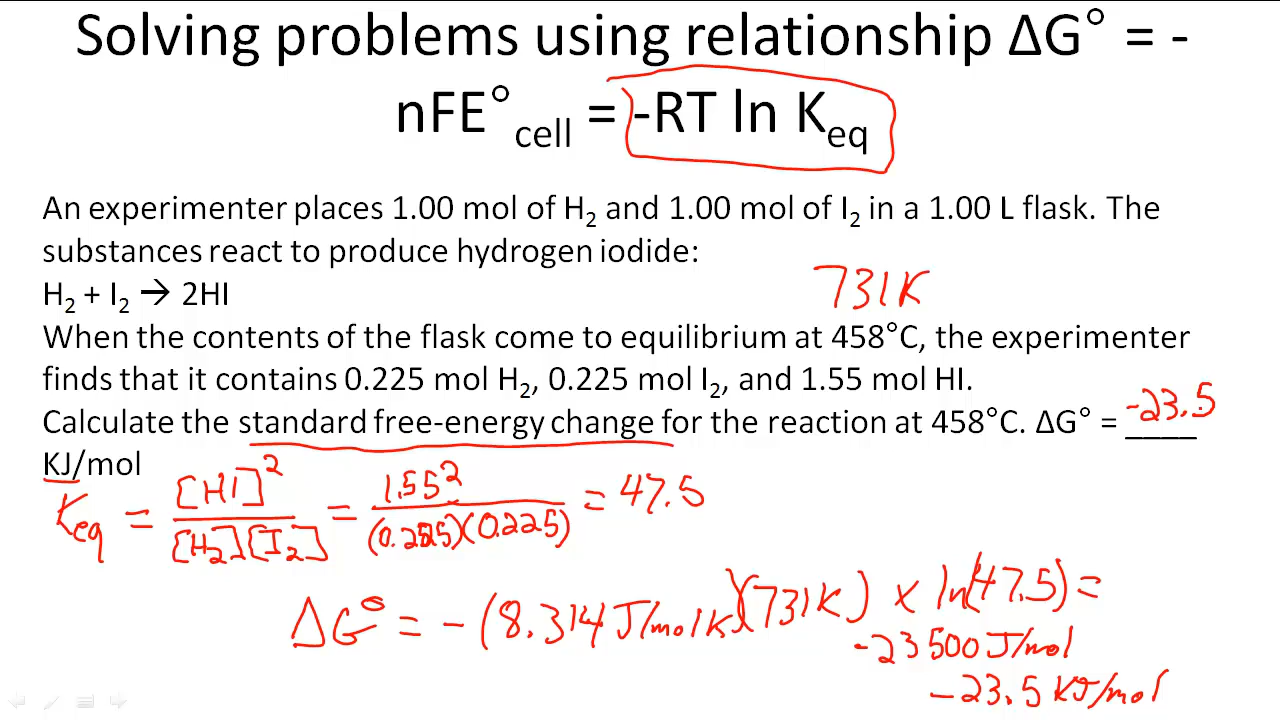 Solving problems using relationship ΔG° = -
nFE°cell = -RT ln Keq
An experimenter places 1.00 mol of H₂ and 1.00 mol of I₂ in a 1.00 L flask. The
substances react to produce hydrogen iodide:
H₂ + I₂ → 2HI
731K
When the contents of the flask come to equilibrium at 458°C, the experimenter
finds that it contains 0.225 mol H₂, 0.225 mol I₂, and 1.55 mol HI.
Calculate the standard free-energy change for the reaction at 458°C. ΔG° = -23.5
KJ/mol
Keq = [HI]² / [H₂][I₂] = 1.55² / (0.225)(0.225) = 47.5
ΔG° = -(8.314 J/mol K)(731K) x ln(47.5) =
-23500 J/mol
-23.5 KJ/mol